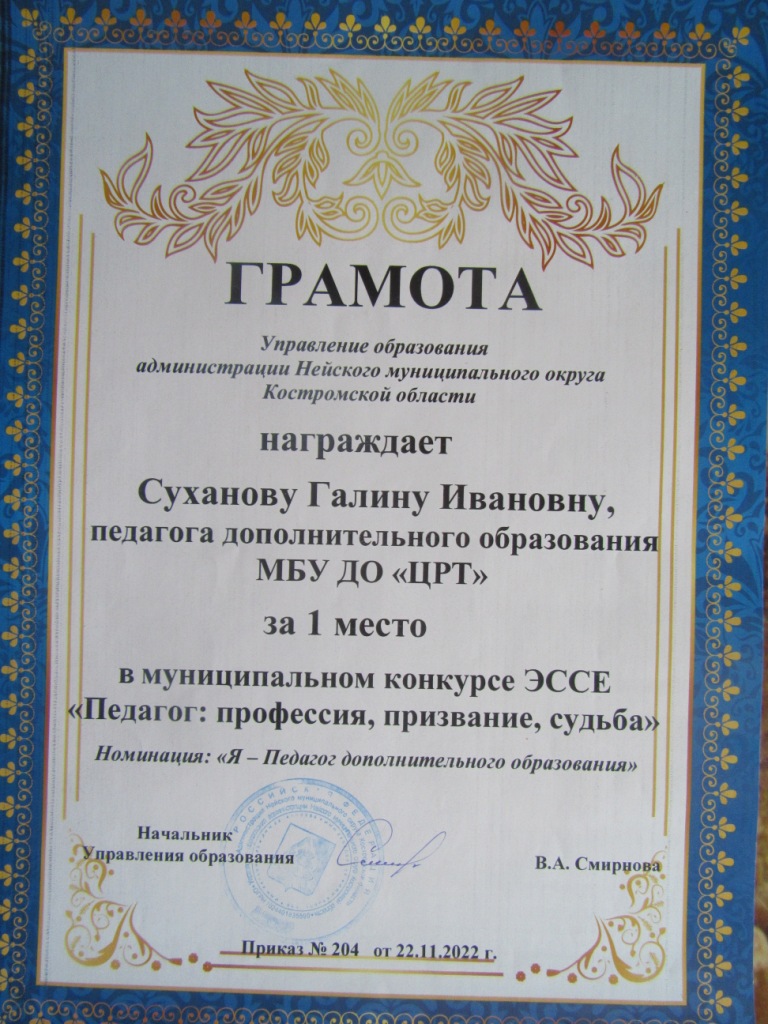 ГРАМОТА
Управление образования
администрации Нейского муниципального округа
Костромской области
награждает
Суханову Галину Ивановну,
педагога дополнительного образования
МБУ ДО «ЦРТ»
за 1 место
в муниципальном конкурсе ЭССЕ
«Педагог: профессия, призвание, судьба»
Номинация: «Я – Педагог дополнительного образования»
Начальник
Управления образования
В.А. Смирнова
Приказ № 204 от 22.11.2022 г.